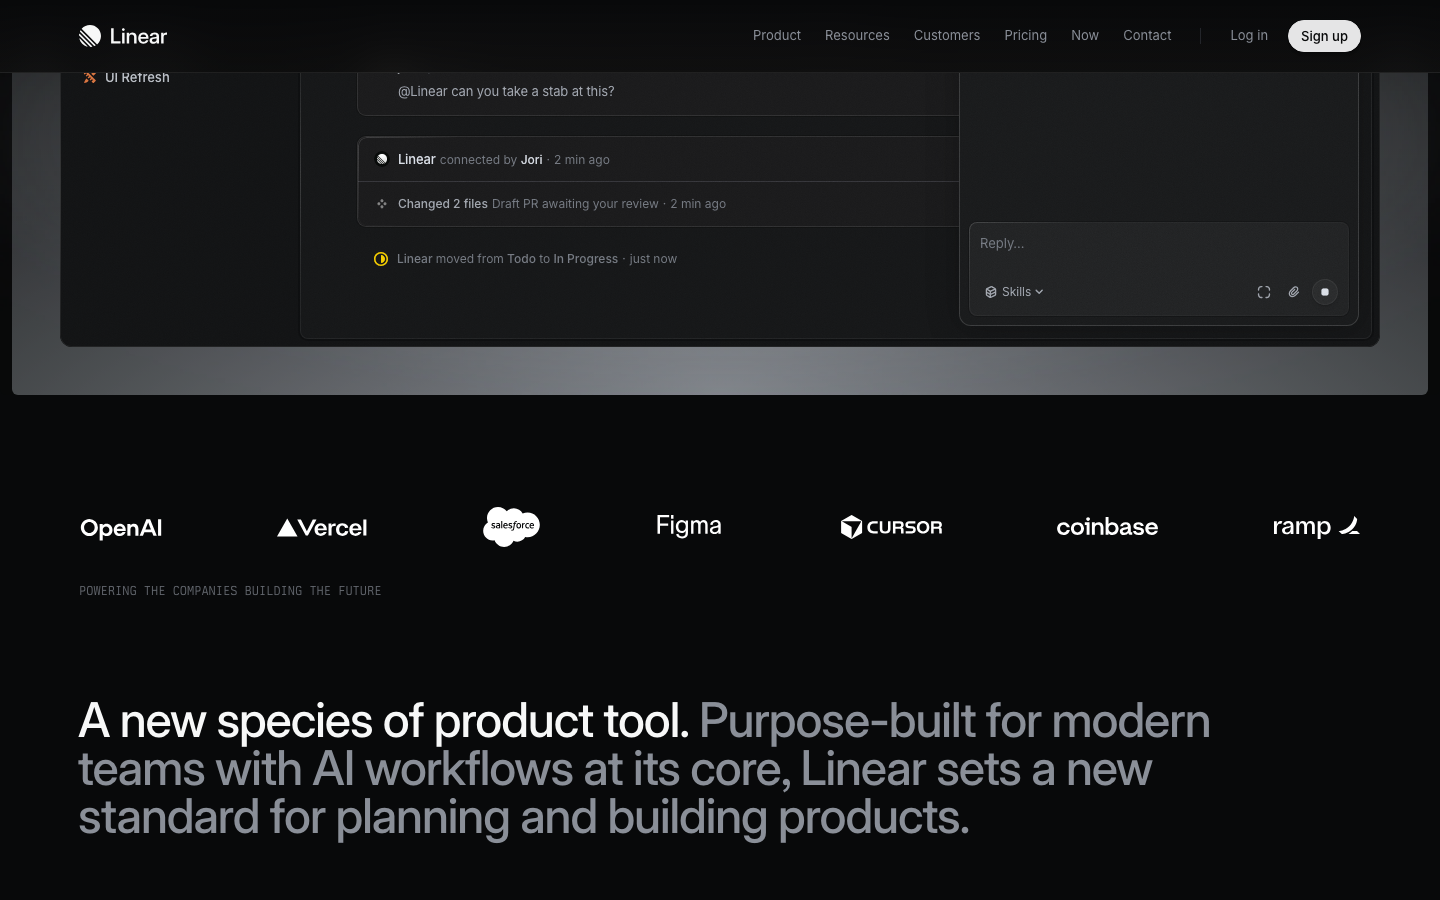 Linear
Product Resources Customers Pricing Now Contact Log in Sign up
UI Refresh
@Linear can you take a stab at this?
Linear connected by Jori · 2 min ago
Changed 2 files Draft PR awaiting your review · 2 min ago
Linear moved from Todo to In Progress · just now
Reply...
Skills
OpenAI
Vercel
salesforce
Figma
CURSOR
coinbase
ramp
POWERING THE COMPANIES BUILDING THE FUTURE
A new species of product tool. Purpose-built for modern
teams with AI workflows at its core, Linear sets a new
standard for planning and building products.